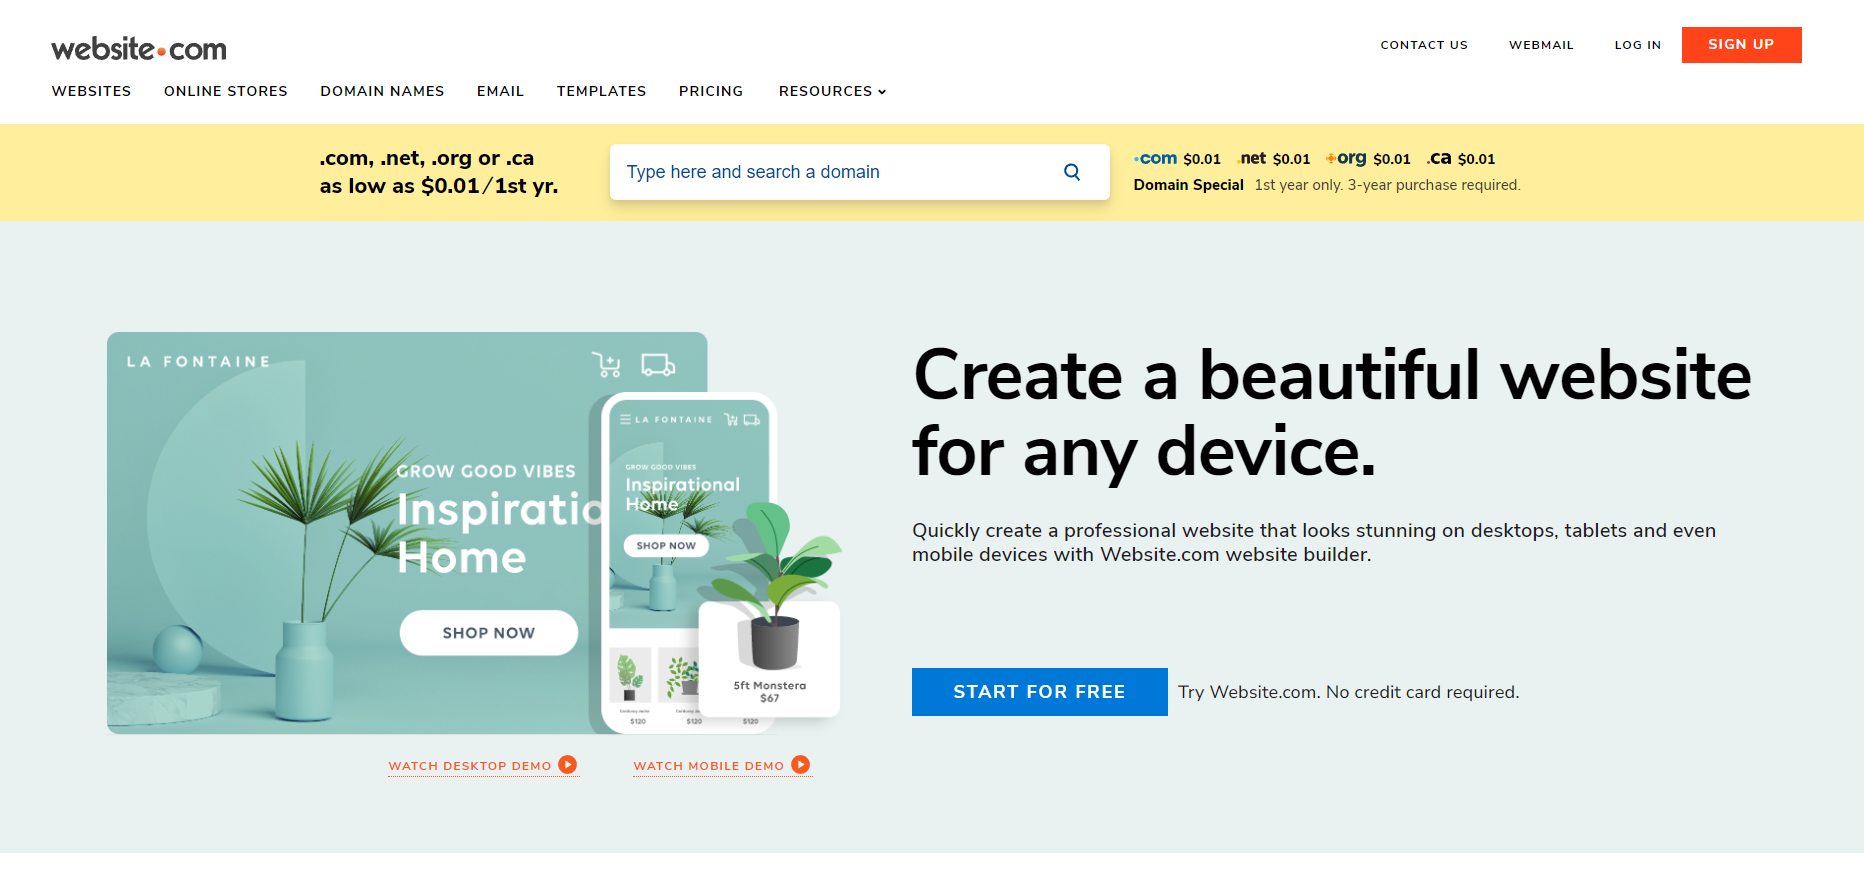 website.com
CONTACT US
WEBMAIL
LOG IN
SIGN UP
WEBSITES
ONLINE STORES
DOMAIN NAMES
EMAIL
TEMPLATES
PRICING
RESOURCES
.com, .net, .org or .ca
as low as $0.01/1st yr.
Type here and search a domain
.com $0.01 .net $0.01 .org $0.01 .ca $0.01
Domain Special 1st year only. 3-year purchase required.
LA FONTAINE
GROW GOOD VIBES
Inspiratio
Home
SHOP NOW
LA FONTAINE
GROW GOOD VIBES
Inspirational
Home
SHOP NOW
$120
$120
$120
5ft Monstera
$67
WATCH DESKTOP DEMO
WATCH MOBILE DEMO
Create a beautiful website
for any device.
Quickly create a professional website that looks stunning on desktops, tablets and even
mobile devices with Website.com website builder.
START FOR FREE
Try Website.com. No credit card required.